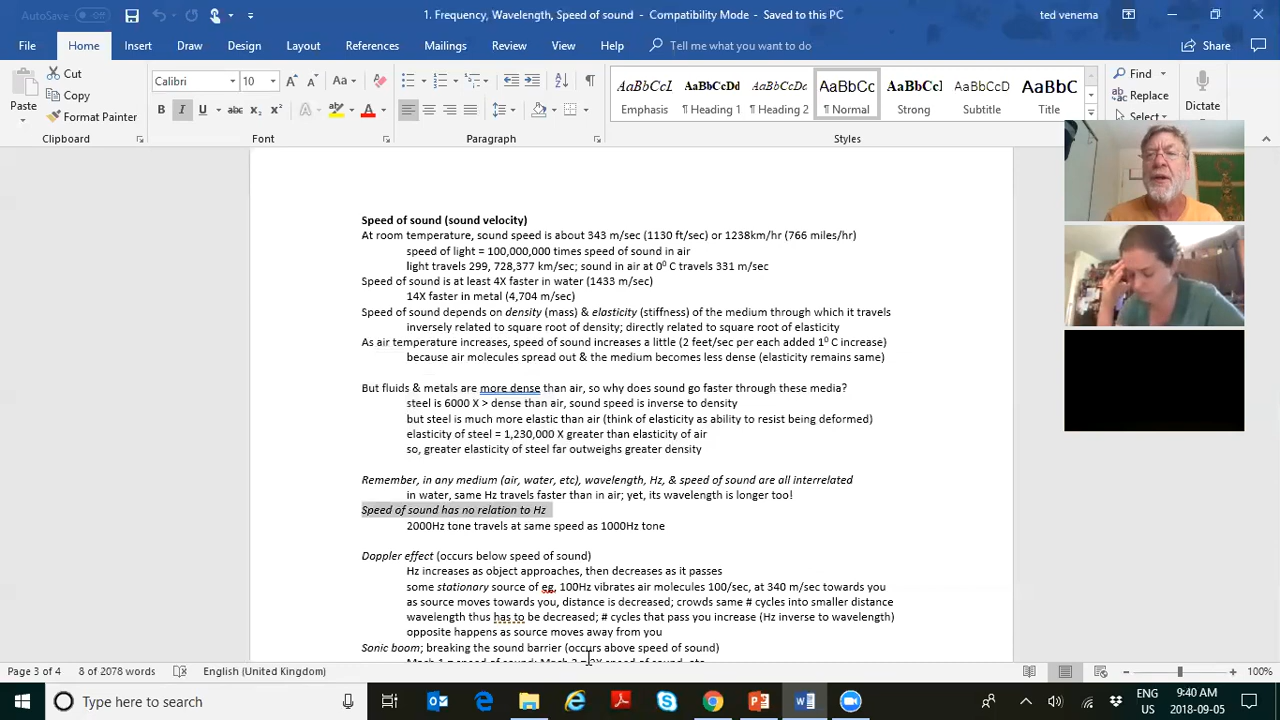 AutoSave Off
1. Frequency, Wavelength, Speed of sound - Compatibility Mode - Saved to this PC
ted venema
File Home Insert Draw Design Layout References Mailings Review View Help Tell me what you want to do Share
Paste
Cut
Copy
Format Painter
Clipboard
Calibri 10
Font
Paragraph
AaBbCcI AaBbCcDd AaBbCcDd AaBbCc AaBbCcI AaBbCcDd AaBbC
Emphasis ¶ Heading 1 ¶ Heading 2 ¶ Normal Strong Subtitle Title
Styles
Find
Replace
Select
Dictate
Speed of sound (sound velocity)
At room temperature, sound speed is about 343 m/sec (1130 ft/sec) or 1238km/hr (766 miles/hr)
speed of light = 100,000,000 times speed of sound in air
light travels 299, 728,377 km/sec; sound in air at 0⁰ C travels 331 m/sec
Speed of sound is at least 4X faster in water (1433 m/sec)
14X faster in metal (4,704 m/sec)
Speed of sound depends on density (mass) & elasticity (stiffness) of the medium through which it travels
inversely related to square root of density; directly related to square root of elasticity
As air temperature increases, speed of sound increases a little (2 feet/sec per each added 1⁰ C increase)
because air molecules spread out & the medium becomes less dense (elasticity remains same)
But fluids & metals are more dense than air, so why does sound go faster through these media?
steel is 6000 X > dense than air, sound speed is inverse to density
but steel is much more elastic than air (think of elasticity as ability to resist being deformed)
elasticity of steel = 1,230,000 X greater than elasticity of air
so, greater elasticity of steel far outweighs greater density
Remember, in any medium (air, water, etc), wavelength, Hz, & speed of sound are all interrelated
in water, same Hz travels faster than in air; yet, its wavelength is longer too!
Speed of sound has no relation to Hz
2000Hz tone travels at same speed as 1000Hz tone
Doppler effect (occurs below speed of sound)
Hz increases as object approaches, then decreases as it passes
some stationary source of eg, 100Hz vibrates air molecules 100/sec, at 340 m/sec towards you
as source moves towards you, distance is decreased; crowds same # cycles into smaller distance
wavelength thus has to be decreased; # cycles that pass you increase (Hz inverse to wavelength)
opposite happens as source moves away from you
Sonic boom; breaking the sound barrier (occurs above speed of sound)
Mach 1 = speed of sound; Mach 2 = 2X speed of sound, etc
Page 3 of 4 8 of 2078 words English (United Kingdom) 100%
Type here to search
ENG
US
9:40 AM
2018-09-05